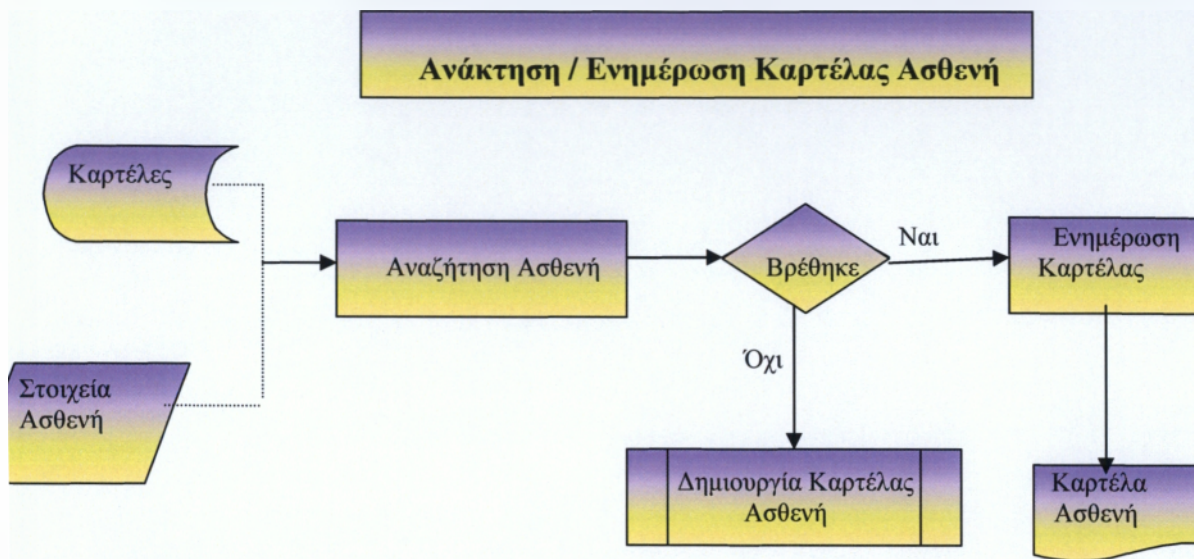 Ανάκτηση / Ενημέρωση Καρτέλας Ασθενή
Καρτέλες
Αναζήτηση Ασθενή
Βρέθηκε
Ναι
Ενημέρωση
Καρτέλας
Όχι
Στοιχεία
Ασθενή
Δημιουργία Καρτέλας
Ασθενή
Καρτέλα
Ασθενή